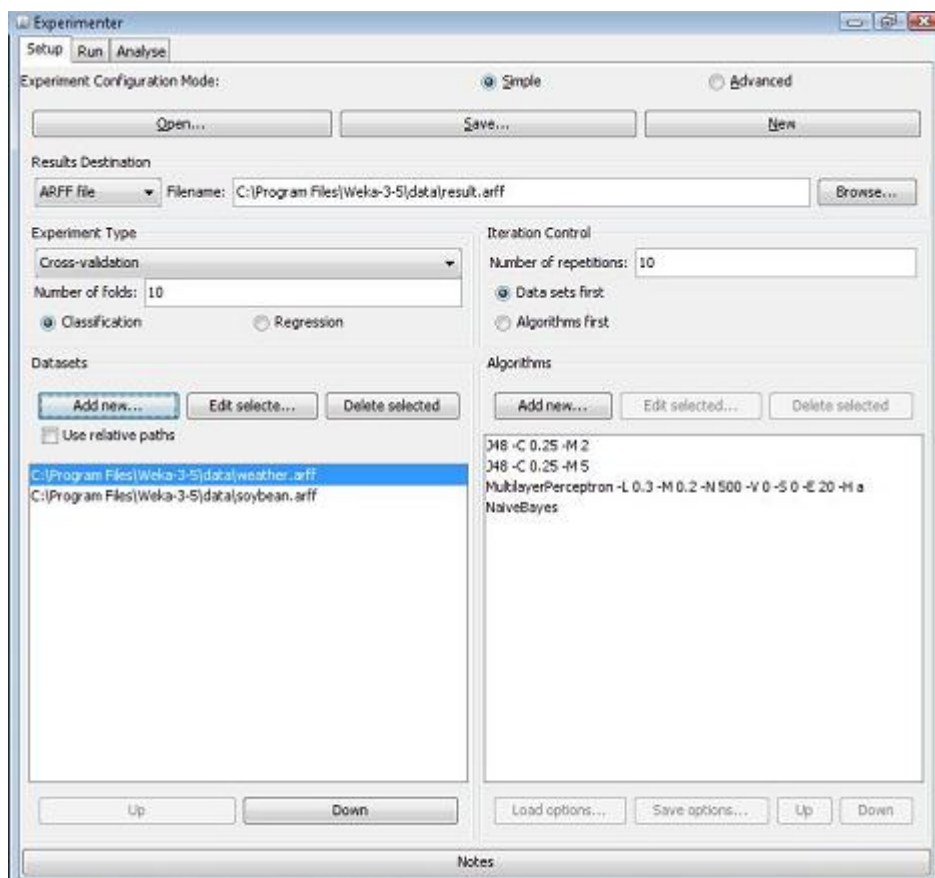 Experimenter
Setup Run Analyse
Experiment Configuration Mode: Simple Advanced
Open... Save... New
Results Destination
ARFF file Filename: C:\Program Files\Weka-3-5\data\result.arff Browse...
Experiment Type Iteration Control
Cross-validation Number of repetitions: 10
Number of folds: 10 Data sets first
Classification Regression Algorithms first
Datasets Algorithms
Add new... Edit selecte... Delete selected Add new... Edit selected... Delete selected
Use relative paths
J48 -C 0.25 -M 2
C:\Program Files\Weka-3-5\data\weather.arff J48 -C 0.25 -M 5
C:\Program Files\Weka-3-5\data\soybean.arff MultilayerPerceptron -L 0.3 -M 0.2 -N 500 -V 0 -S 0 -E 20 -H a
NaiveBayes
Up Down Load options... Save options... Up Down
Notes